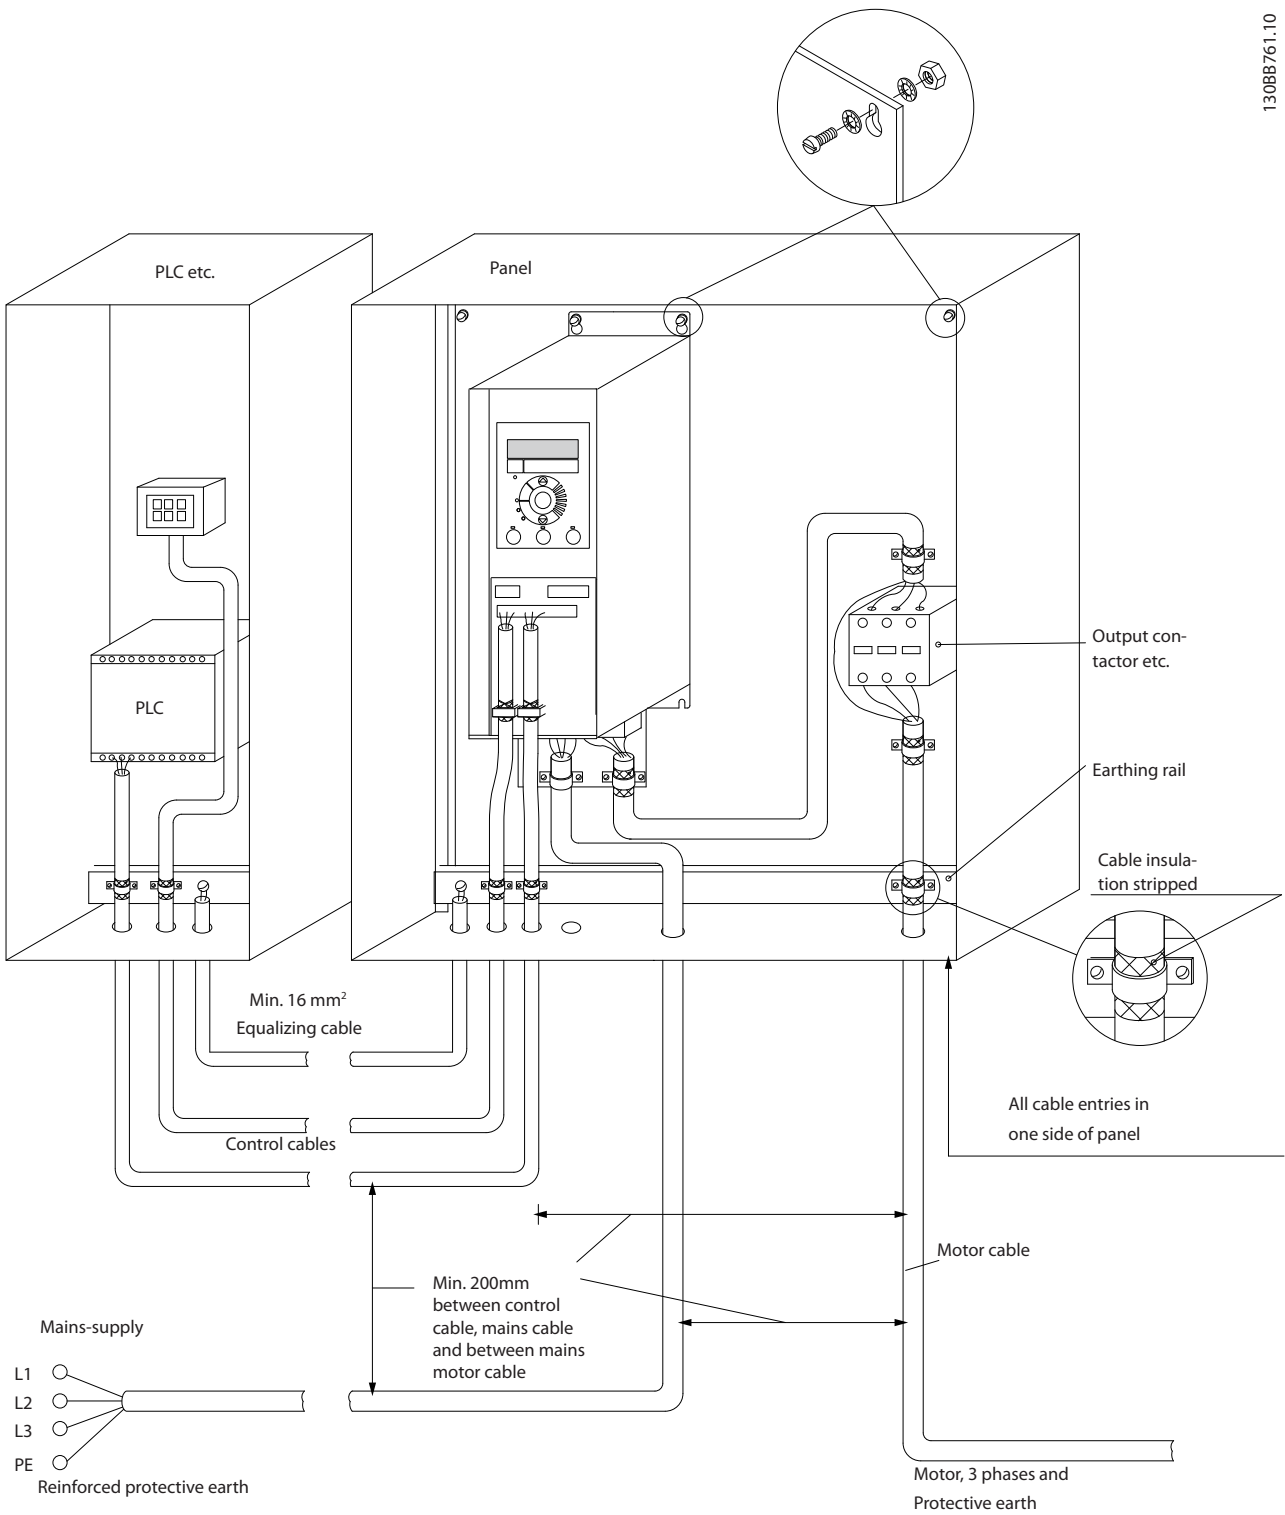 130BB761.10
PLC etc.
Panel
PLC
Output con-
tactor etc.
Earthing rail
Cable insula-
tion stripped
Min. 16 mm²
Equalizing cable
All cable entries in
one side of panel
Control cables
Motor cable
Min. 200mm
between control
cable, mains cable
and between mains
motor cable
Mains-supply
L1
L2
L3
PE
Reinforced protective earth
Motor, 3 phases and
Protective earth